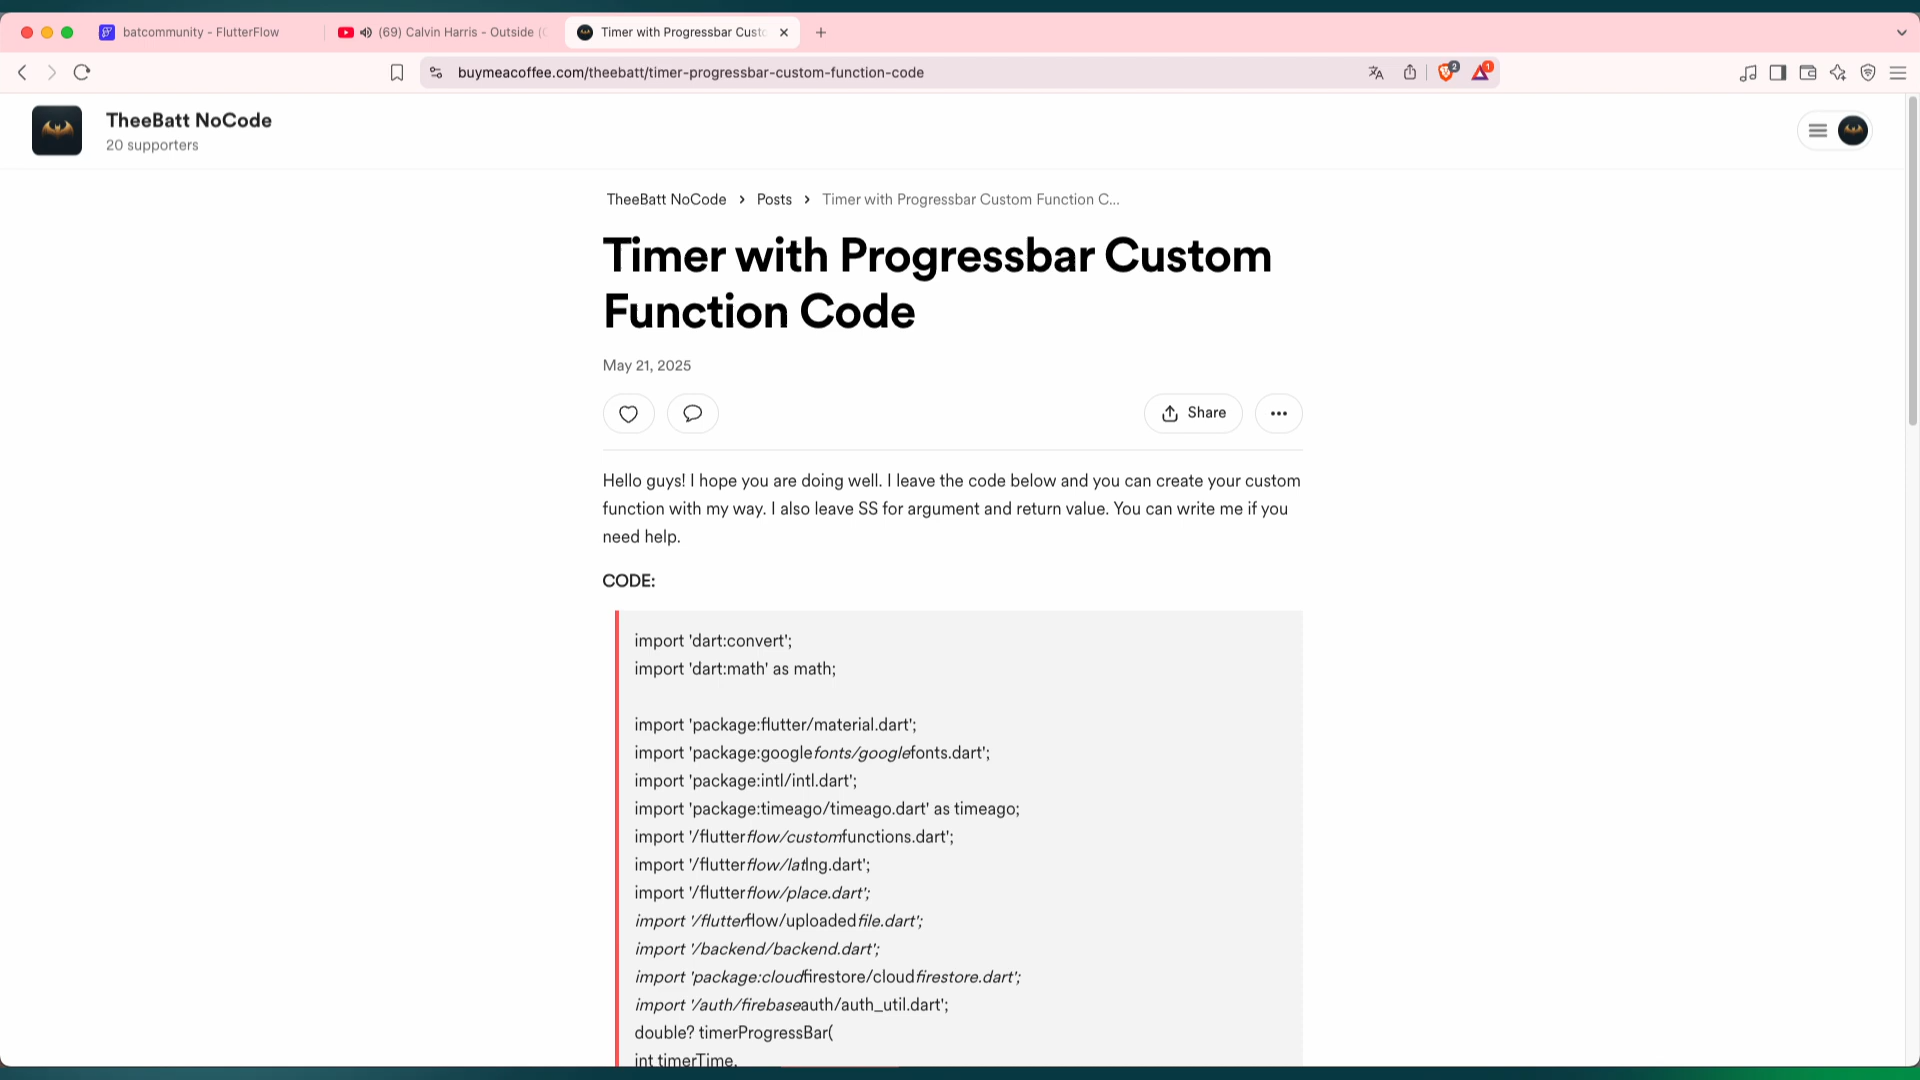 batcommunity - FlutterFlow
(69) Calvin Harris - Outside (
Timer with Progressbar Custo
buymeacoffee.com/theebatt/timer-progressbar-custom-function-code
2
1
TheeBatt NoCode
20 supporters
TheeBatt NoCode > Posts > Timer with Progressbar Custom Function C...
Timer with Progressbar Custom
Function Code
May 21, 2025
Share
Hello guys! I hope you are doing well. I leave the code below and you can create your custom
function with my way. I also leave SS for argument and return value. You can write me if you
need help.
CODE:
import 'dart:convert';
import 'dart:math' as math;
import 'package:flutter/material.dart';
import 'package:googlefonts/googlefonts.dart';
import 'package:intl/intl.dart';
import 'package:timeago/timeago.dart' as timeago;
import '/flutterflow/customfunctions.dart';
import '/flutterflow/latlng.dart';
import '/flutterflow/place.dart';
import '/flutterflow/uploadedfile.dart';
import '/backend/backend.dart';
import 'package:cloudfirestore/cloudfirestore.dart';
import '/auth/firebaseauth/auth_util.dart';
double? timerProgressBar(
int timerTime,